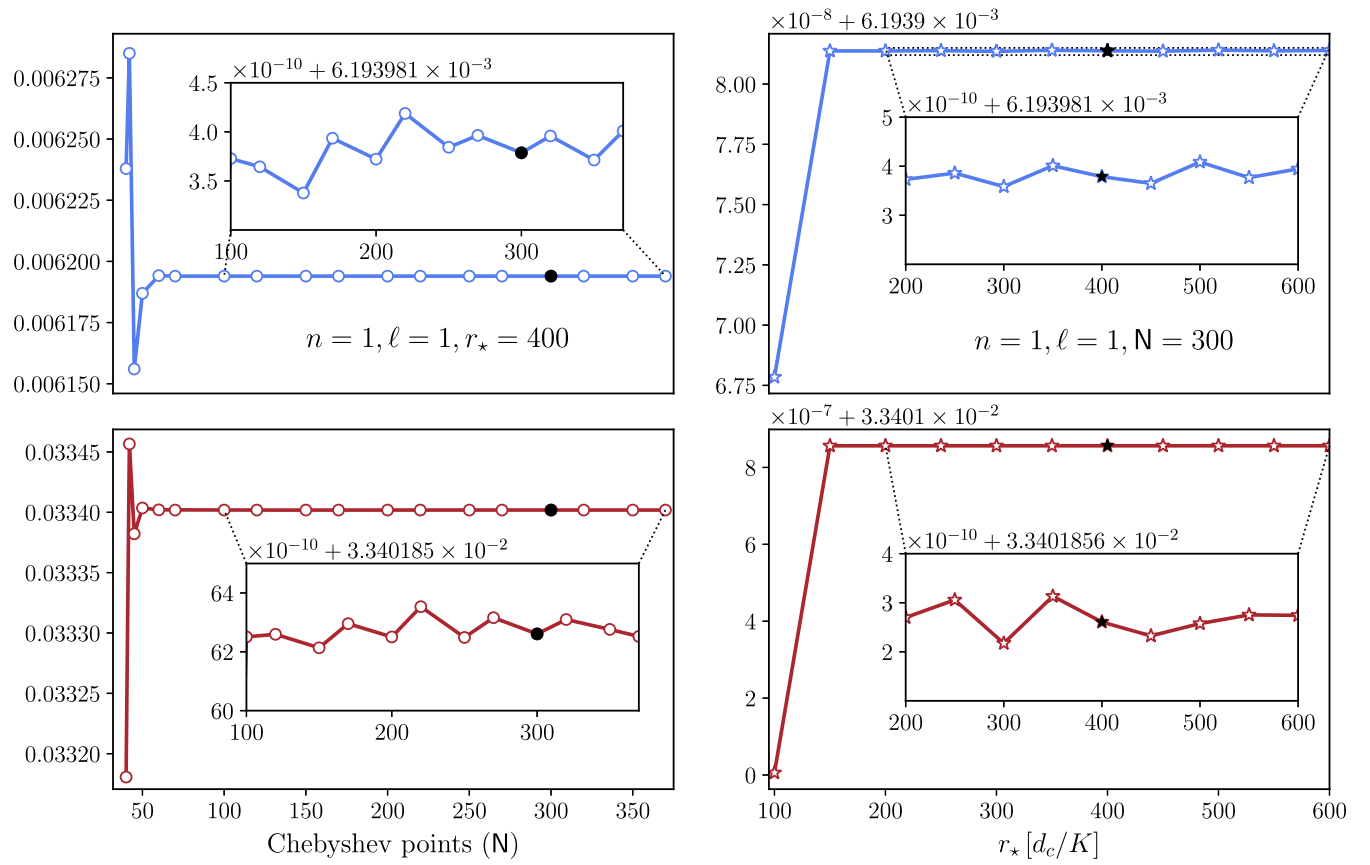 ×10⁻⁸ + 6.1939 × 10⁻³
0.006275
0.006250
0.006225
0.006200
0.006175
0.006150
×10⁻¹⁰ + 6.193981 × 10⁻³
4.5
4.0
3.5
100 200 300
n = 1, ℓ = 1, r⋆ = 400
8.00
7.75
7.50
7.25
7.00
6.75
×10⁻¹⁰ + 6.193981 × 10⁻³
5
4
3
200 300 400 500 600
n = 1, ℓ = 1, N = 300
×10⁻⁷ + 3.3401 × 10⁻²
0.03345
0.03340
0.03335
0.03330
0.03325
0.03320
×10⁻¹⁰ + 3.340185 × 10⁻²
64
62
60
100 200 300
50 100 150 200 250 300 350
Chebyshev points (N)
8
6
4
2
0
×10⁻¹⁰ + 3.3401856 × 10⁻²
4
3
2
200 300 400 500 600
100 200 300 400 500 600
r⋆ [d_c/K]